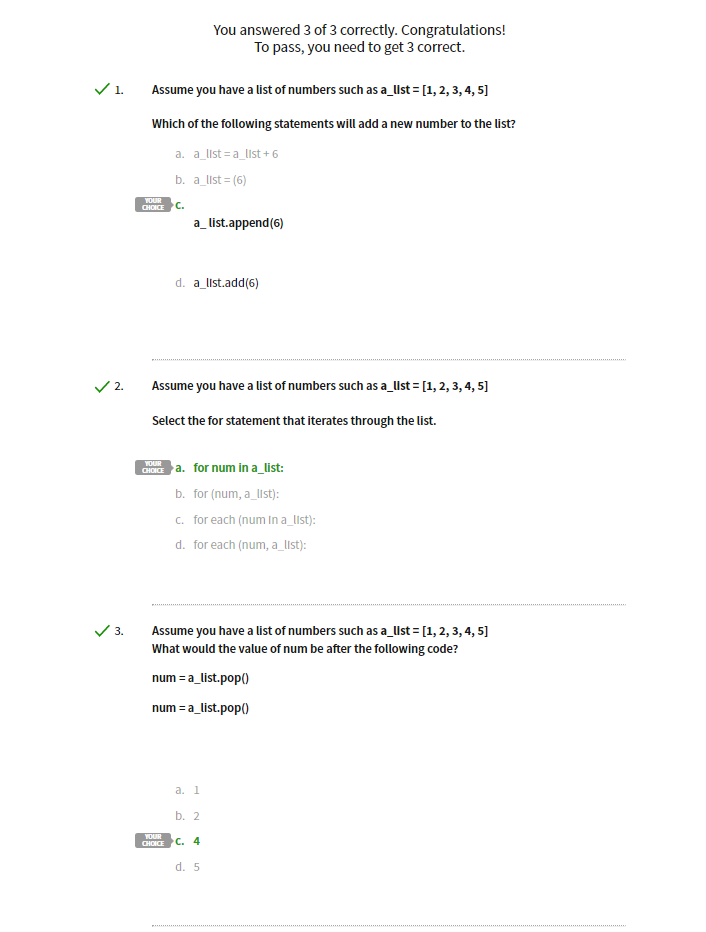 You answered 3 of 3 correctly. Congratulations!
To pass, you need to get 3 correct.
1. Assume you have a list of numbers such as a_list = [1, 2, 3, 4, 5]
Which of the following statements will add a new number to the list?
a. a_list = a_list + 6
b. a_list = (6)
YOUR CHOICE c.
a_ list.append(6)
d. a_list.add(6)
2. Assume you have a list of numbers such as a_list = [1, 2, 3, 4, 5]
Select the for statement that iterates through the list.
YOUR CHOICE a. for num in a_list:
b. for (num, a_list):
c. for each (num in a_list):
d. for each (num, a_list):
3. Assume you have a list of numbers such as a_list = [1, 2, 3, 4, 5]
What would the value of num be after the following code?
num = a_list.pop()
num = a_list.pop()
a. 1
b. 2
YOUR CHOICE c. 4
d. 5